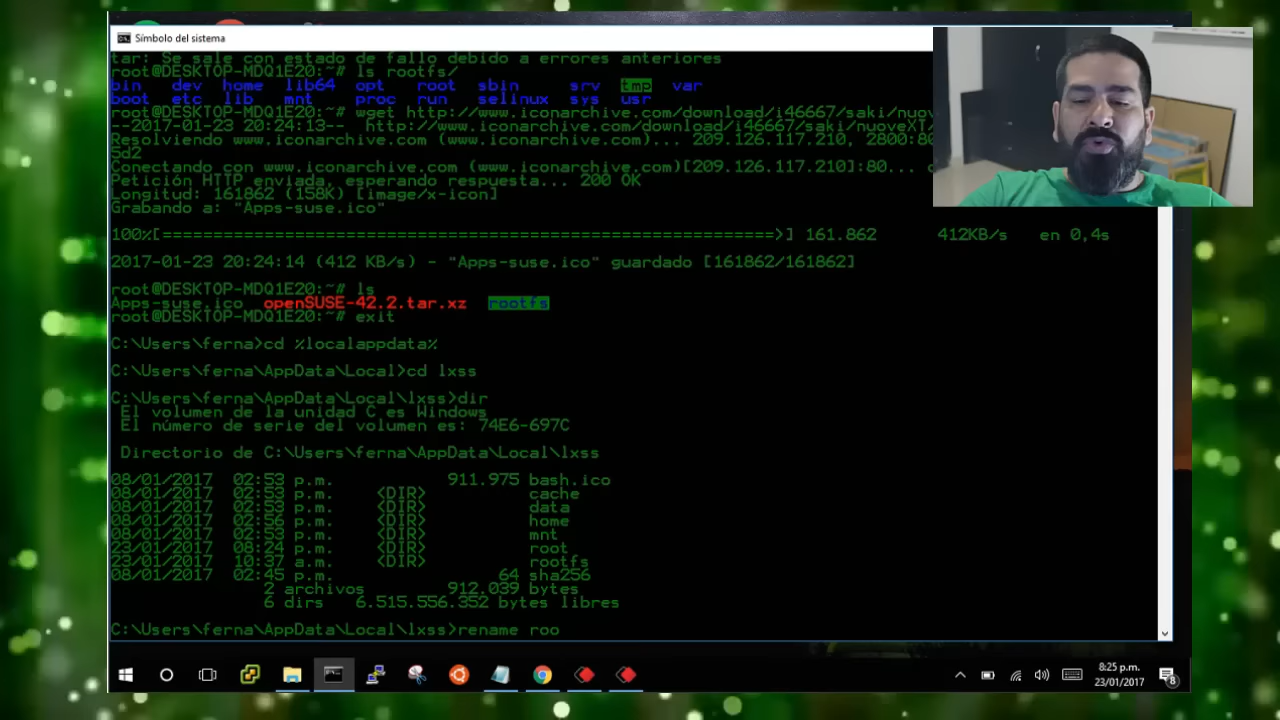 Símbolo del sistema
tar: Se sale con estado de fallo debido a errores anteriores
root@DESKTOP-MDQ1E20:~# ls rootfs/
bin dev home lib64 opt root sbin srv tmp var
boot etc lib mnt proc run selinux sys usr
root@DESKTOP-MDQ1E20:~# wget http://www.iconarchive.com/download/i46667/saki/nuov
--2017-01-23 20:24:13-- http://www.iconarchive.com/download/i46667/saki/nuoveXT/
Resolviendo www.iconarchive.com (www.iconarchive.com)... 209.126.117.210, 2800:80
5d2
Conectando con www.iconarchive.com (www.iconarchive.com)[209.126.117.210]:80...
Petición HTTP enviada, esperando respuesta... 200 OK
Longitud: 161862 (158K) [image/x-icon]
Grabando a: "Apps-suse.ico"
100%[===========================================================================>] 161.862 412KB/s en 0,4s
2017-01-23 20:24:14 (412 KB/s) - "Apps-suse.ico" guardado [161862/161862]
root@DESKTOP-MDQ1E20:~# ls
Apps-suse.ico openSUSE-42.2.tar.xz rootfs
root@DESKTOP-MDQ1E20:~# exit
C:\Users\ferna>cd %localappdata%
C:\Users\ferna\AppData\Local>cd lxss
C:\Users\ferna\AppData\Local\lxss>dir
El volumen de la unidad C es Windows
El número de serie del volumen es: 74E6-697C
Directorio de C:\Users\ferna\AppData\Local\lxss
08/01/2017 02:53 p.m. 911.975 bash.ico
08/01/2017 02:53 p.m. <DIR> cache
08/01/2017 02:53 p.m. <DIR> data
08/01/2017 02:56 p.m. <DIR> home
08/01/2017 02:53 p.m. <DIR> mnt
23/01/2017 08:24 p.m. <DIR> root
23/01/2017 10:37 a.m. <DIR> rootfs
08/01/2017 02:45 p.m. 64 sha256
2 archivos 912.039 bytes
6 dirs 6.515.556.352 bytes libres
C:\Users\ferna\AppData\Local\lxss>rename roo
8:25 p.m.
23/01/2017
8